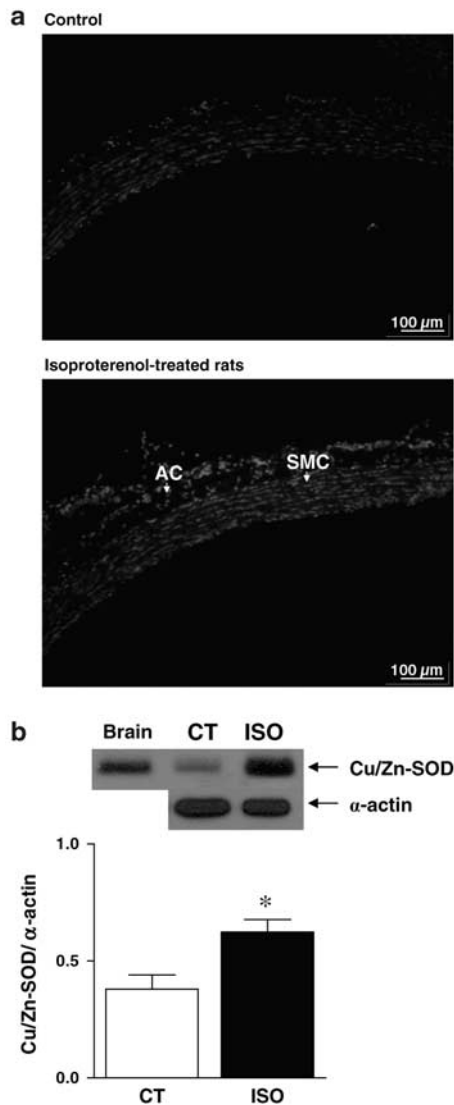 a Control
100 µm
Isoproterenol-treated rats
AC SMC
100 µm
b Brain CT ISO
Cu/Zn-SOD
α-actin
Cu/Zn-SOD/ α-actin
1.0
0.5
0.0
*
CT ISO